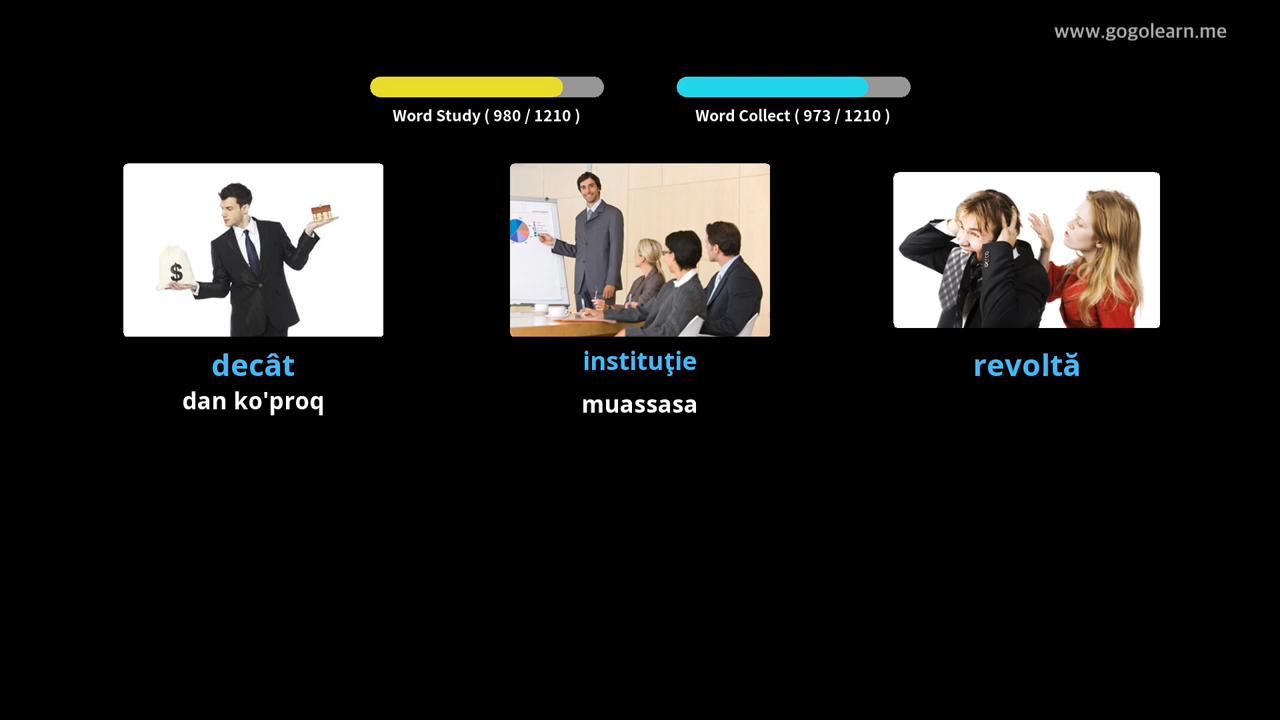 www.gogolearn.me
Word Study ( 980 / 1210 )
Word Collect ( 973 / 1210 )
$
decât
instituţie
revoltă
dan ko'proq
muassasa